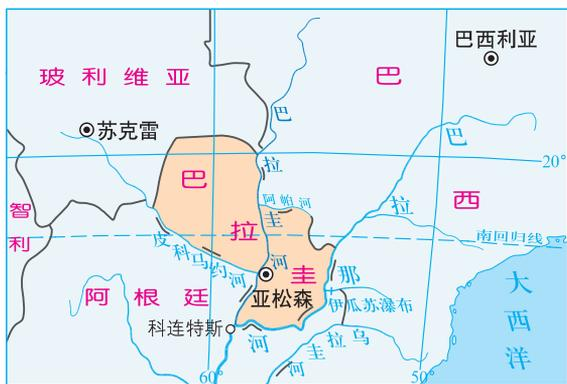 巴西利亚
玻利维亚
巴
苏克雷
巴
巴
20°
拉
巴
阿帕河
拉
西
智利
圭
拉
南回归线
皮科马约河
河
圭
那
大西洋
阿根廷
亚松森
伊瓜苏瀑布
科连特斯
河
乌拉圭河
60°
50°